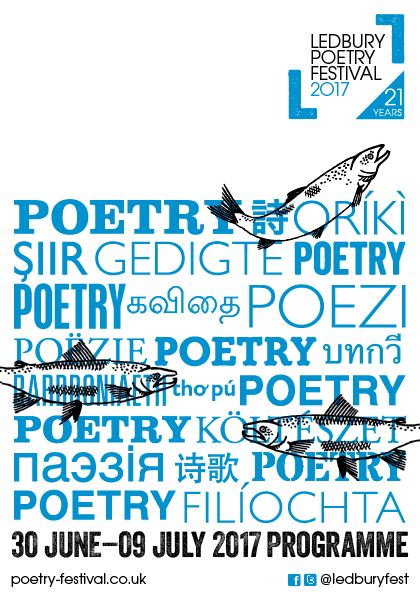 LEDBURY
POETRY
FESTIVAL
2017
21
YEARS
POETRY 詩 ORÍKÌ
ŞIIR GEDIGTE POETRY
POETRY கவிதை POEZI
POËZIE POETRY บทกวี
thơ pú POETRY
POETRY
паэзія 诗歌 POETRY
POETRY FILÍOCHTA
30 JUNE–09 JULY 2017 PROGRAMME
poetry-festival.co.uk @ledburyfest